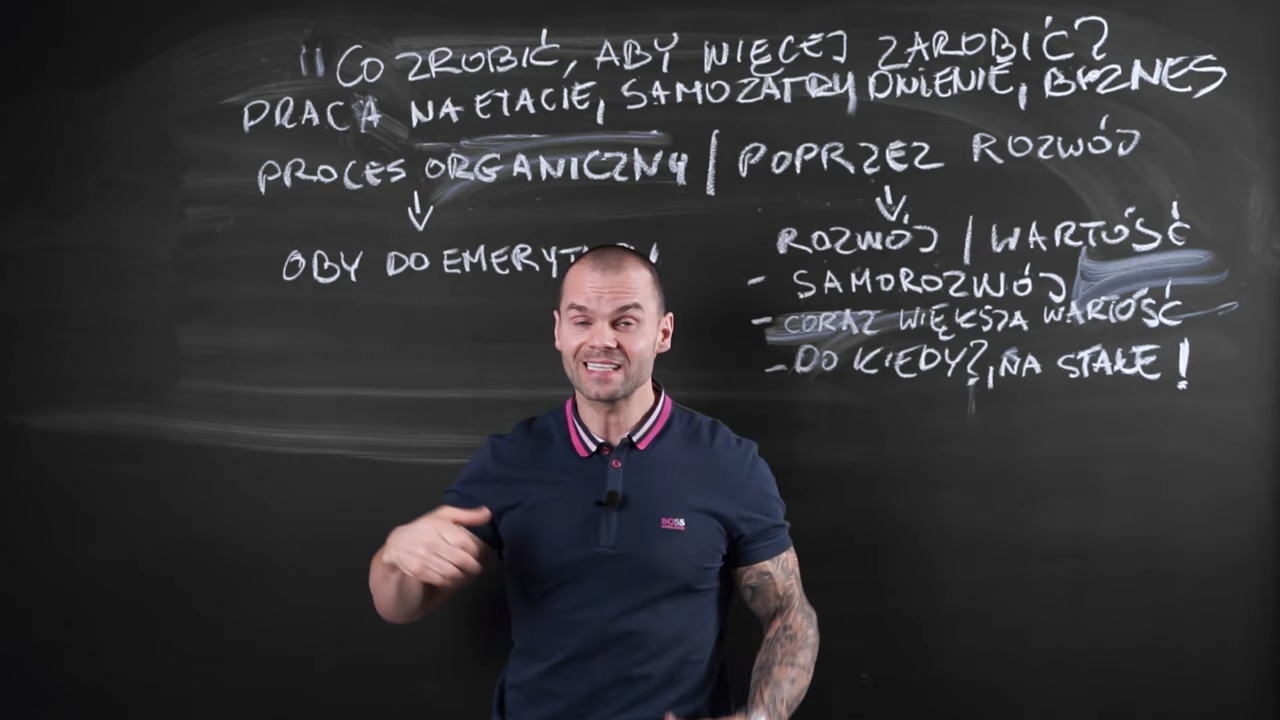 11 CO ZROBIĆ, ABY WIĘCEJ ZAROBIĆ?
PRACA NA ETACIE, SAMOZATRUDNIENIE, BIZNES
PROCES ORGANICZNY | POPRZEZ ROZWÓJ
OBY DO
ROZWÓJ | WARTOŚĆ
- SAMOROZWÓJ
- CORAZ WIĘKSZA WARTOŚĆ
- DO KIEDY?, NA STAŁE!
BOSS